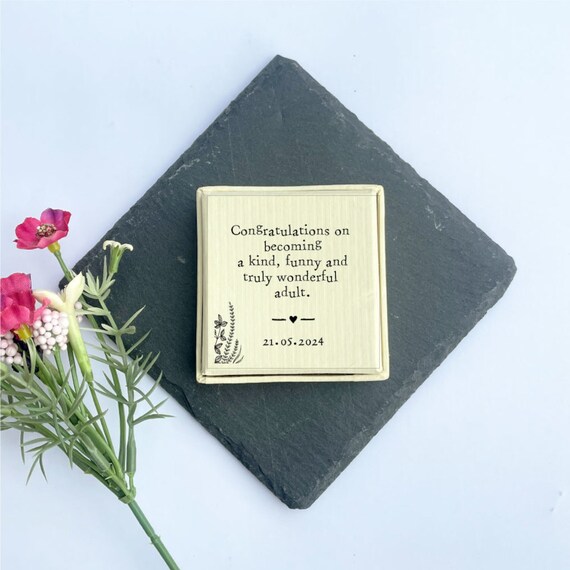 Congratulations on
becoming
a kind, funny and
truly wonderful
adult.
21.05.2024